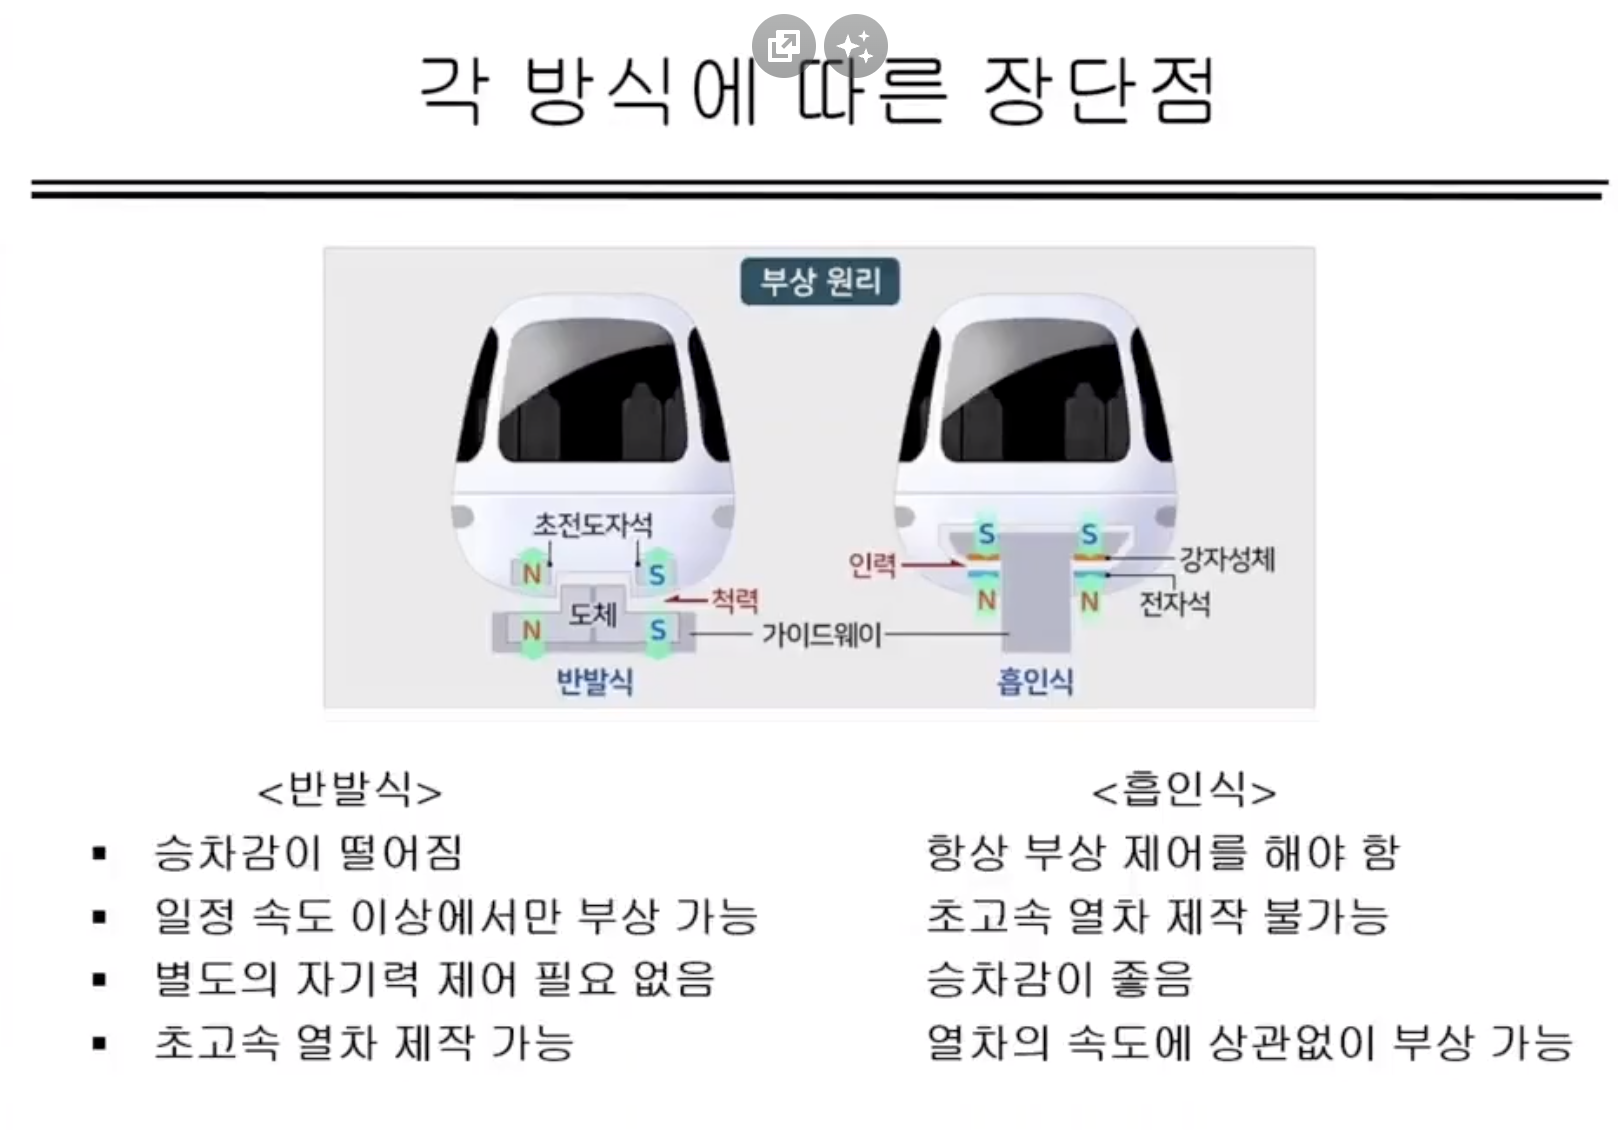 각 방식에 따른 장단점
부상 원리
초전도자석
N
S
척력
도체
N
S
가이드웨이
반발식
S
S
인력
강자성체
N
N
전자석
흡인식
<반발식>
▪ 승차감이 떨어짐
▪ 일정 속도 이상에서만 부상 가능
▪ 별도의 자기력 제어 필요 없음
▪ 초고속 열차 제작 가능
<흡인식>
항상 부상 제어를 해야 함
초고속 열차 제작 불가능
승차감이 좋음
열차의 속도에 상관없이 부상 가능